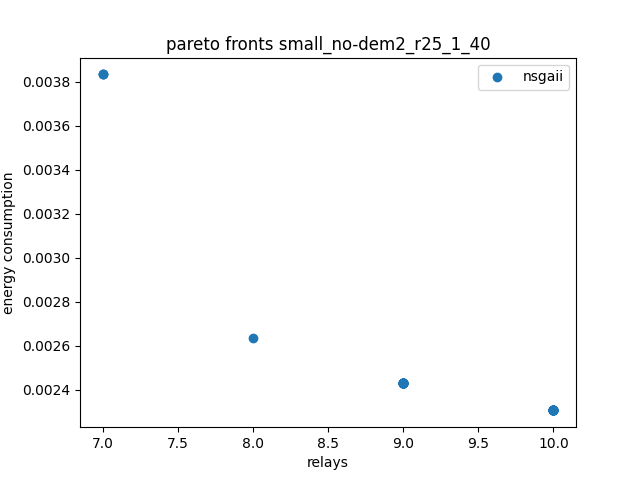 pareto fronts small_no-dem2_r25_1_40
nsgaii
energy consumption
0.0038
0.0036
0.0034
0.0032
0.0030
0.0028
0.0026
0.0024
7.0 7.5 8.0 8.5 9.0 9.5 10.0
relays